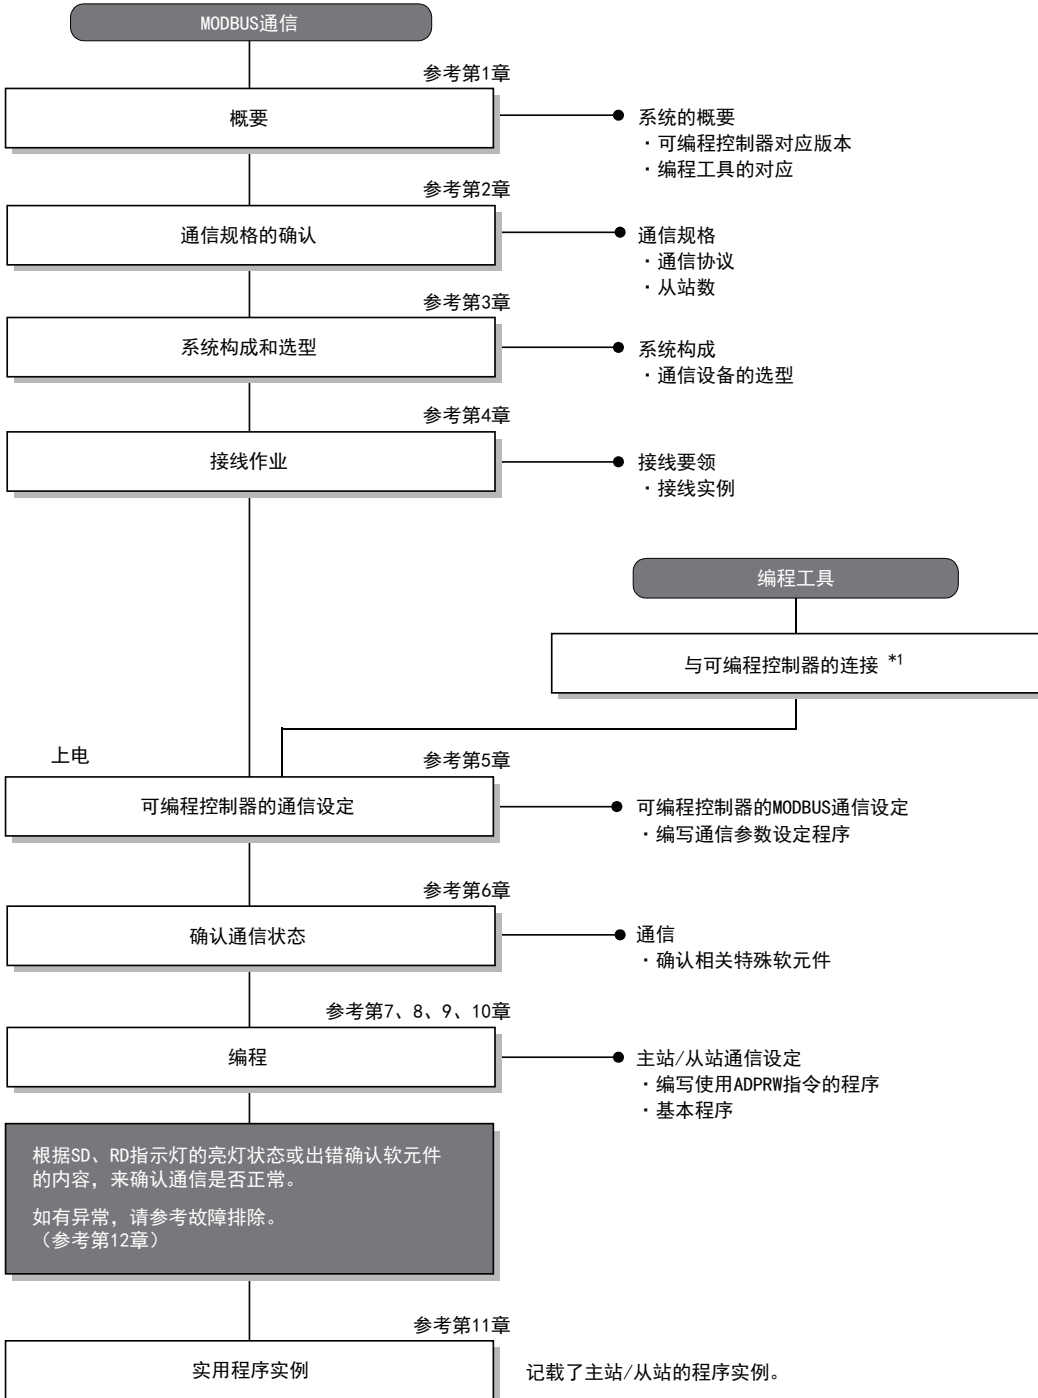 MODBUS通信
参考第1章
概要
系统的概要
・可编程控制器对应版本
・编程工具的对应
参考第2章
通信规格的确认
通信规格
・通信协议
・从站数
参考第3章
系统构成和选型
系统构成
・通信设备的选型
参考第4章
接线作业
接线要领
・接线实例
编程工具
与可编程控制器的连接 *1
上电
参考第5章
可编程控制器的通信设定
可编程控制器的MODBUS通信设定
・编写通信参数设定程序
参考第6章
确认通信状态
通信
・确认相关特殊软元件
参考第7、8、9、10章
编程
主站/从站通信设定
・编写使用ADPRW指令的程序
・基本程序
根据SD、RD指示灯的亮灯状态或出错确认软元件
的内容，来确认通信是否正常。
如有异常，请参考故障排除。
（参考第12章）
参考第11章
实用程序实例
记载了主站/从站的程序实例。